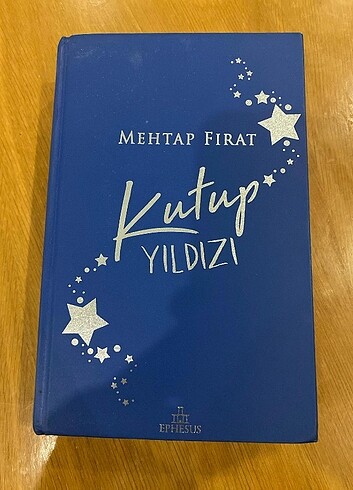 MEHTAP FIRAT
Kutup
YILDIZI
EPHESUS